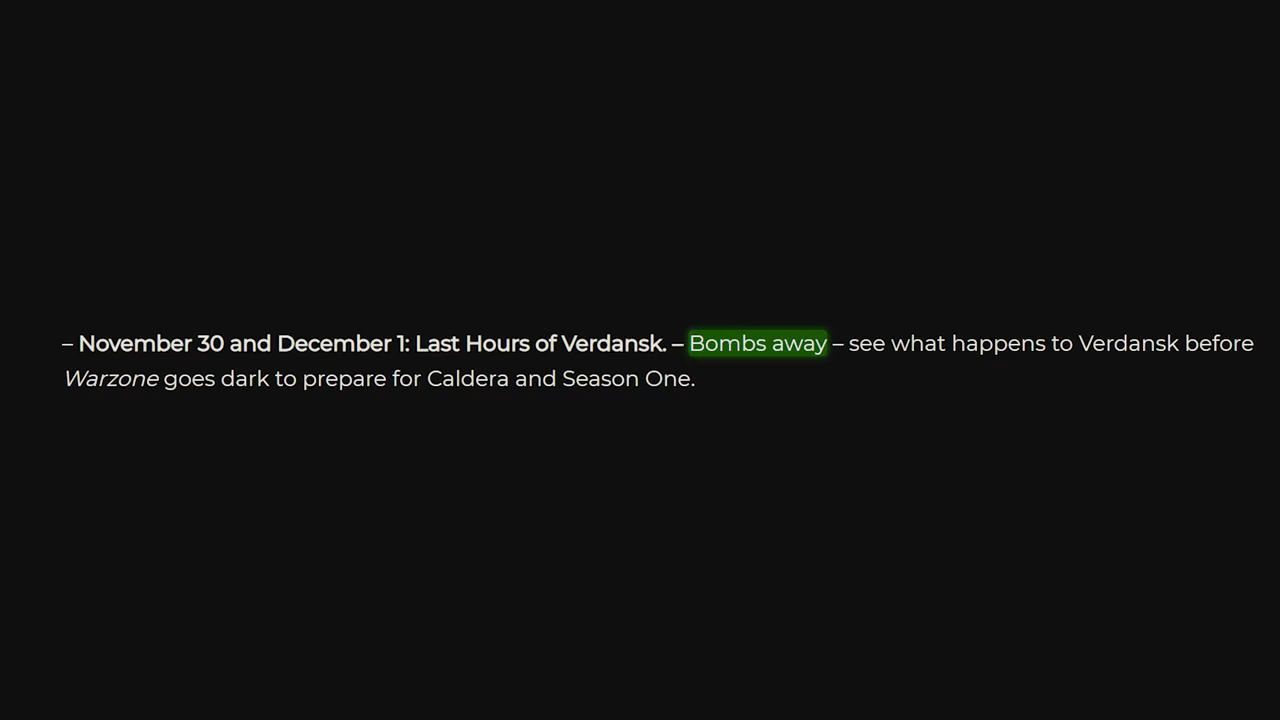 – November 30 and December 1: Last Hours of Verdansk. – Bombs away – see what happens to Verdansk before
Warzone goes dark to prepare for Caldera and Season One.